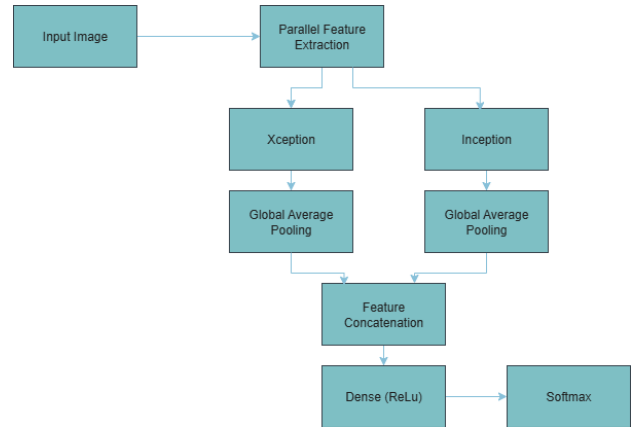 Input Image
Parallel Feature
Extraction
Xception
Inception
Global Average
Pooling
Global Average
Pooling
Feature
Concatenation
Dense (ReLu)
Softmax